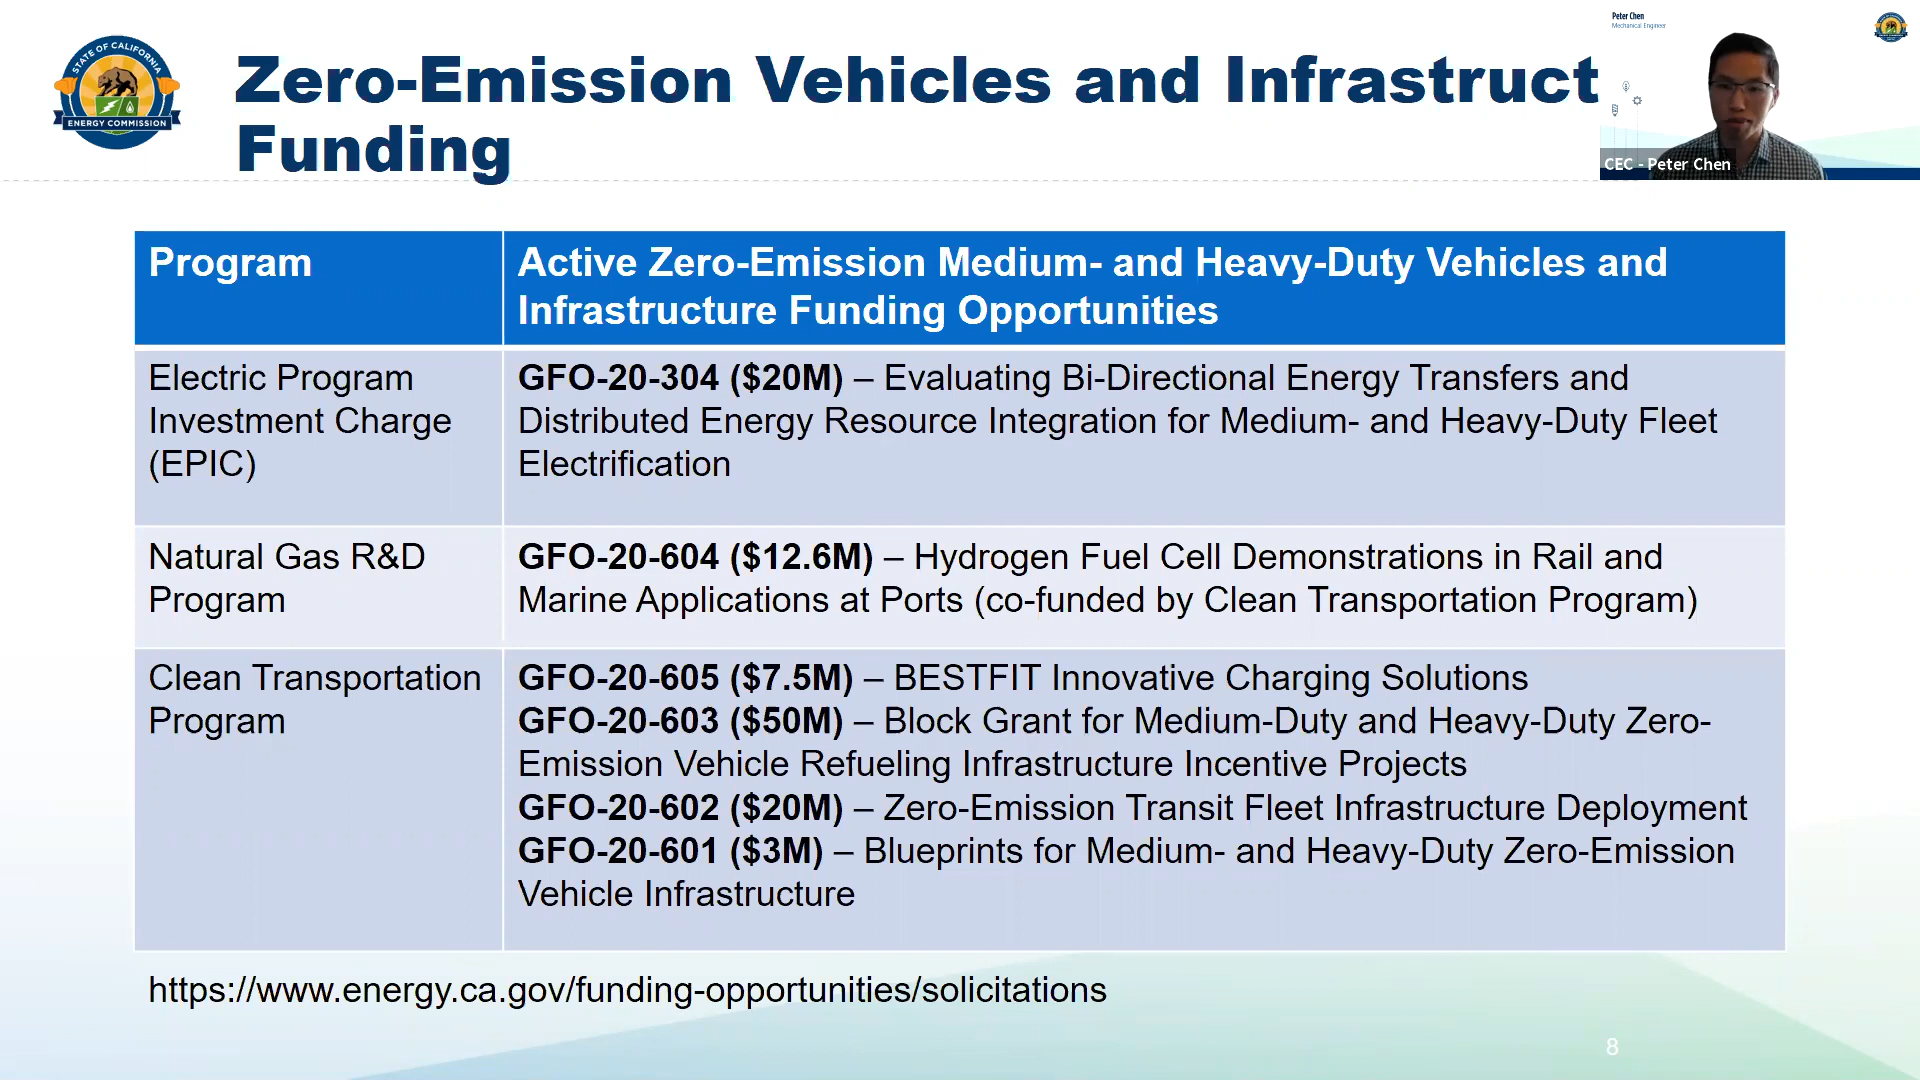 Peter Chen
Mechanical Engineer
STATE OF CALIFORNIA
ENERGY COMMISSION
Zero-Emission Vehicles and Infrastruct
Funding
CEC - Peter Chen
Program
Active Zero-Emission Medium- and Heavy-Duty Vehicles and
Infrastructure Funding Opportunities
Electric Program
Investment Charge
(EPIC)
GFO-20-304 ($20M) – Evaluating Bi-Directional Energy Transfers and
Distributed Energy Resource Integration for Medium- and Heavy-Duty Fleet
Electrification
Natural Gas R&D
Program
GFO-20-604 ($12.6M) – Hydrogen Fuel Cell Demonstrations in Rail and
Marine Applications at Ports (co-funded by Clean Transportation Program)
Clean Transportation
Program
GFO-20-605 ($7.5M) – BESTFIT Innovative Charging Solutions
GFO-20-603 ($50M) – Block Grant for Medium-Duty and Heavy-Duty Zero-
Emission Vehicle Refueling Infrastructure Incentive Projects
GFO-20-602 ($20M) – Zero-Emission Transit Fleet Infrastructure Deployment
GFO-20-601 ($3M) – Blueprints for Medium- and Heavy-Duty Zero-Emission
Vehicle Infrastructure
https://www.energy.ca.gov/funding-opportunities/solicitations
8